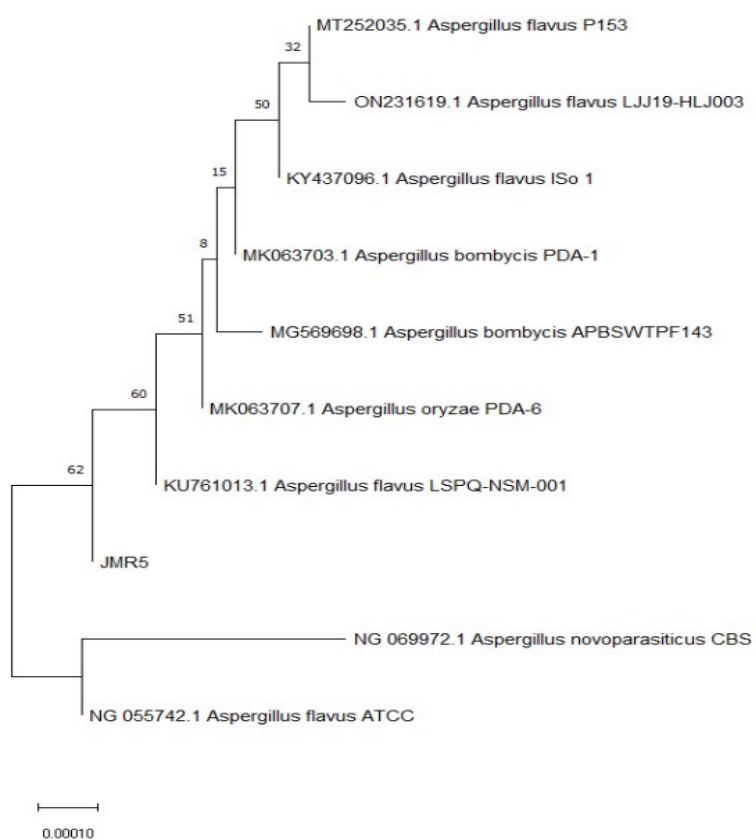 MT252035.1 Aspergillus flavus P153
32
ON231619.1 Aspergillus flavus LJJ19-HLJ003
50
KY437096.1 Aspergillus flavus ISo 1
15
MK063703.1 Aspergillus bombycis PDA-1
8
MG569698.1 Aspergillus bombycis APBSWTPF143
51
MK063707.1 Aspergillus oryzae PDA-6
60
KU761013.1 Aspergillus flavus LSPQ-NSM-001
62
JMR5
NG 069972.1 Aspergillus novoparasiticus CBS
NG 055742.1 Aspergillus flavus ATCC
0.00010